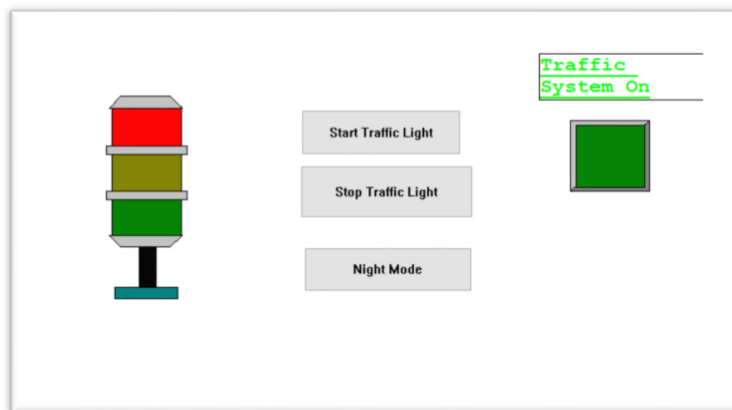 Traffic
System On
Start Traffic Light
Stop Traffic Light
Night Mode